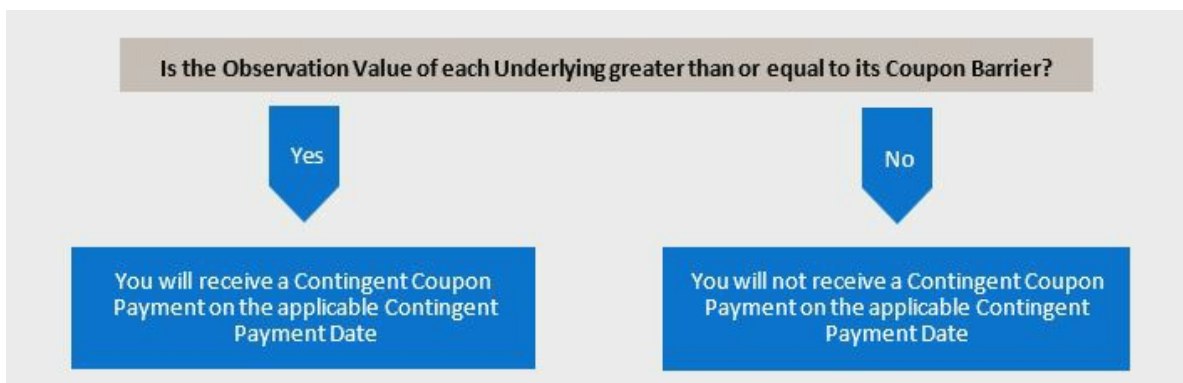 Is the Observation Value of each Underlying greater than or equal to its Coupon Barrier?
Yes
No
You will receive a Contingent Coupon
Payment on the applicable Contingent
Payment Date
You will not receive a Contingent Coupon
Payment on the applicable Contingent
Payment Date